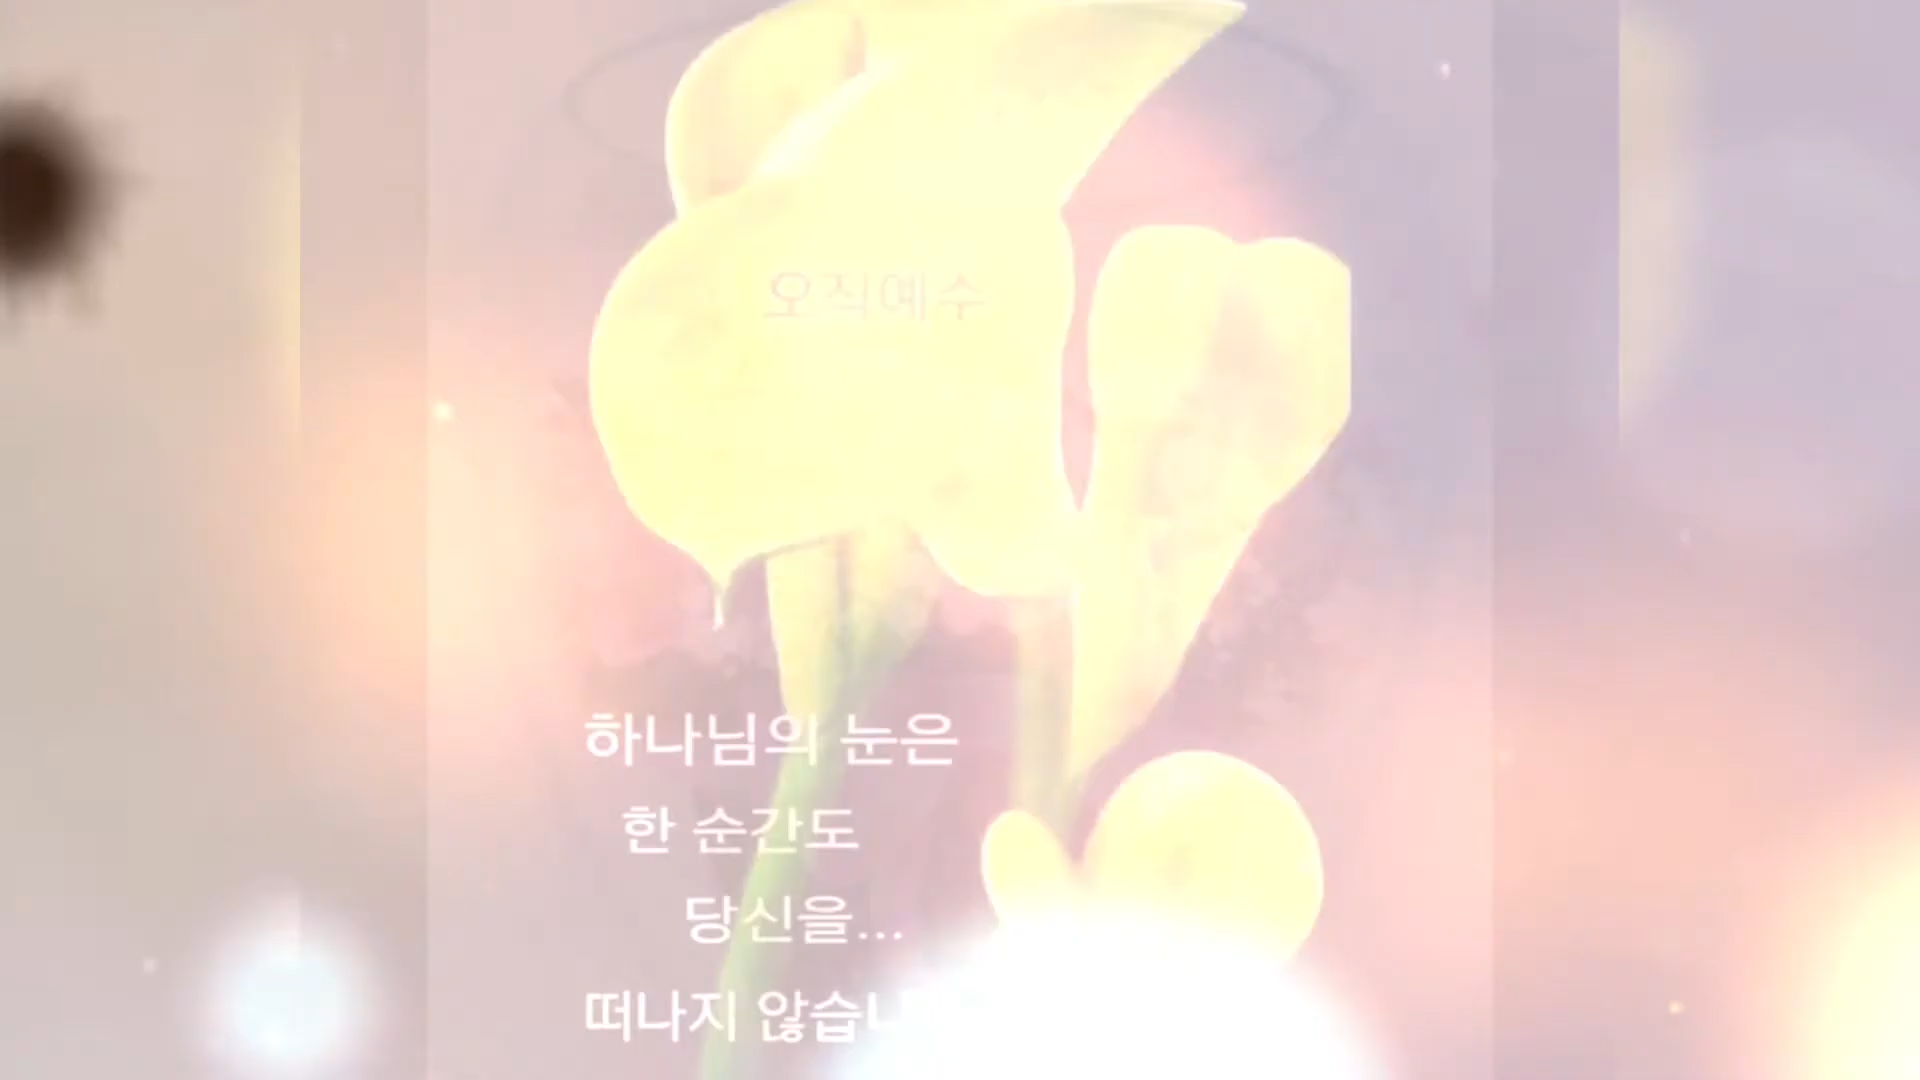 오직예수
하나님의 눈은
한 순간도
당신을...
떠나지 않습니